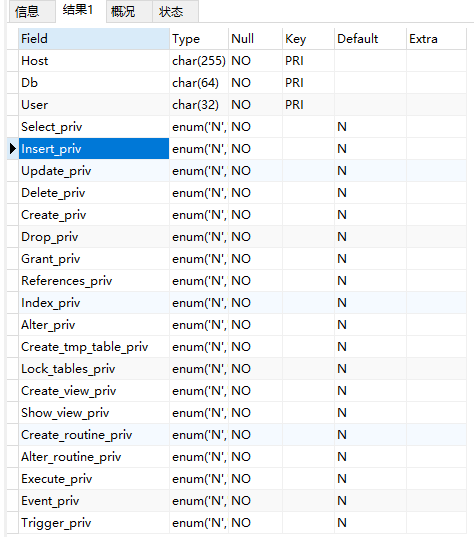 信息 结果1 概况 状态
Field Type Null Key Default Extra
Host char(255) NO PRI
Db char(64) NO PRI
User char(32) NO PRI
Select_priv enum('N', NO N
Insert_priv enum('N', NO N
Update_priv enum('N', NO N
Delete_priv enum('N', NO N
Create_priv enum('N', NO N
Drop_priv enum('N', NO N
Grant_priv enum('N', NO N
References_priv enum('N', NO N
Index_priv enum('N', NO N
Alter_priv enum('N', NO N
Create_tmp_table_priv enum('N', NO N
Lock_tables_priv enum('N', NO N
Create_view_priv enum('N', NO N
Show_view_priv enum('N', NO N
Create_routine_priv enum('N', NO N
Alter_routine_priv enum('N', NO N
Execute_priv enum('N', NO N
Event_priv enum('N', NO N
Trigger_priv enum('N', NO N